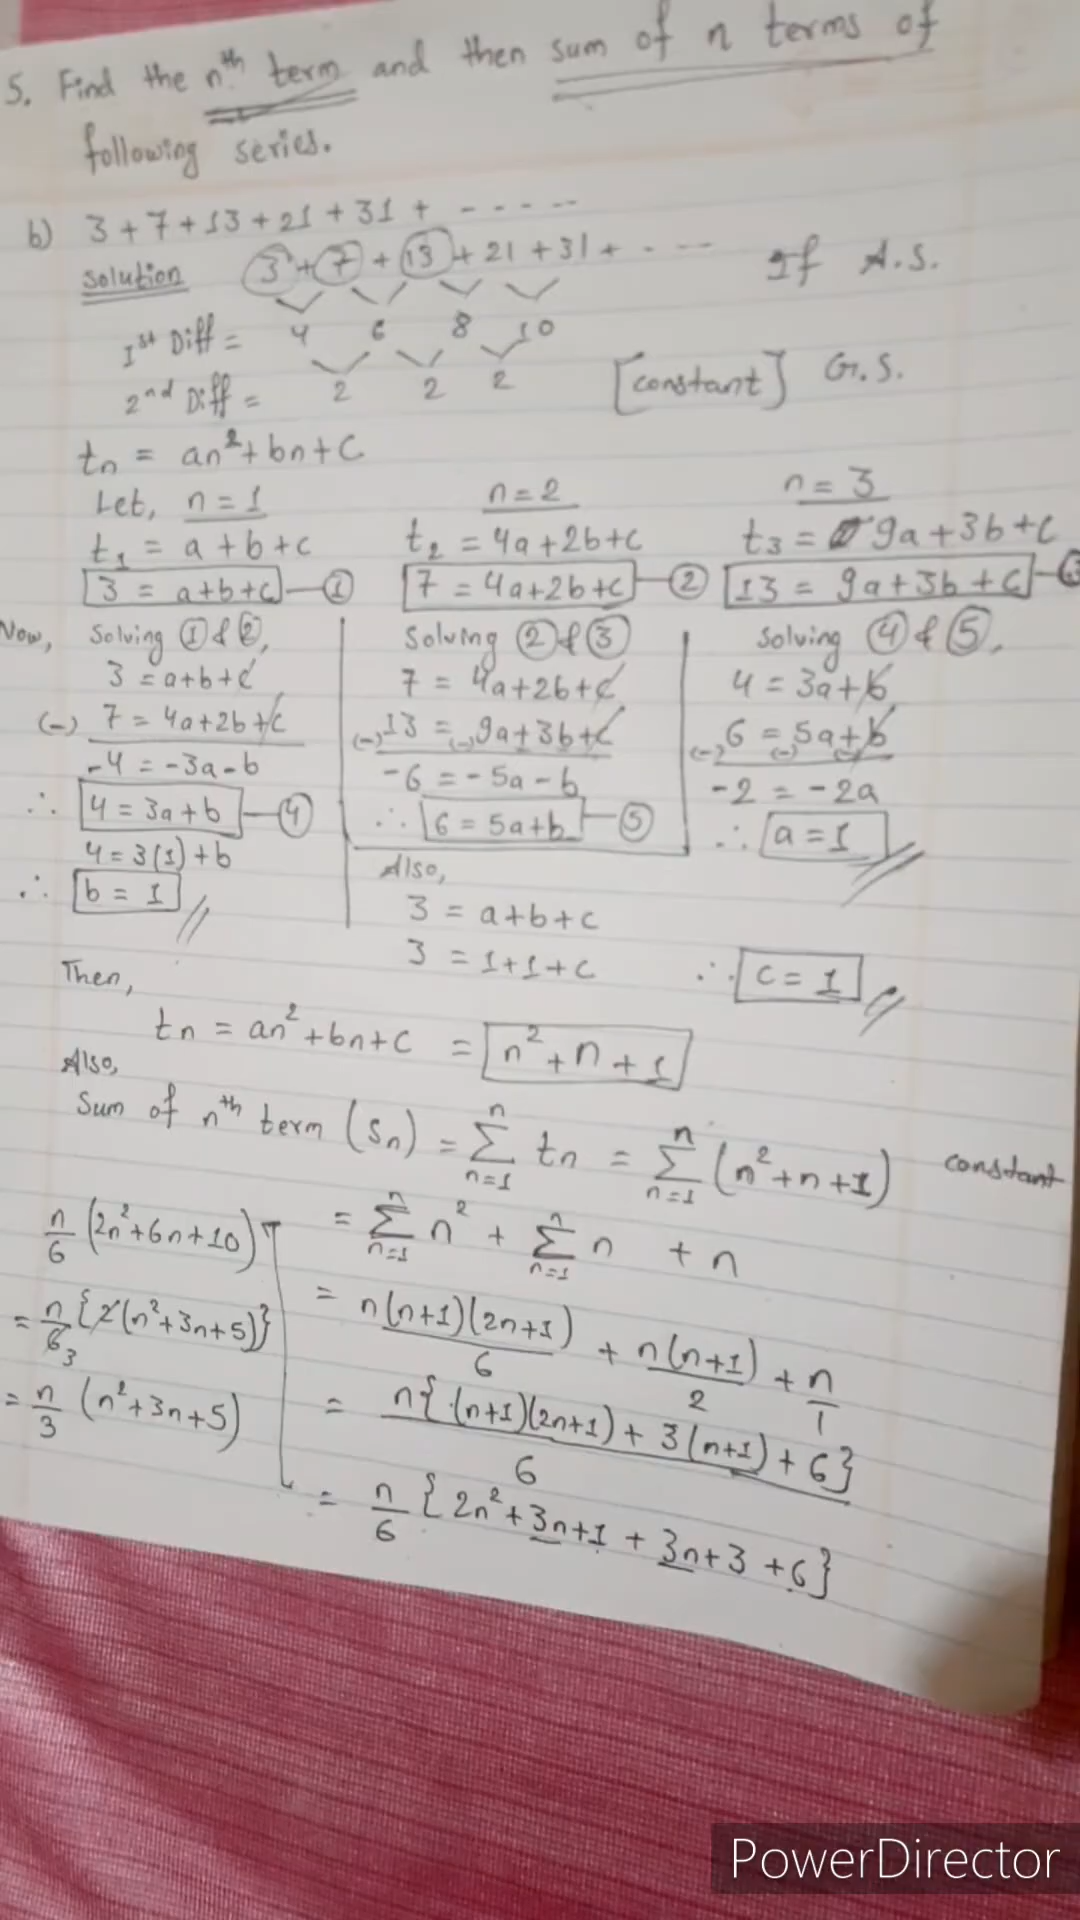 5. Find the nth term and then sum of n terms of
following series.
b) 3 + 7 + 13 + 21 + 31 + - - - - -
Solution 3 + 7 + 13 + 21 + 31 + - - -
If A.S.
1st Diff = 4 6 8 10
2nd Diff = 2 2 2 [constant] G.S.
tn = an² + bn + c
Let, n = 1 n = 2 n = 3
t₁ = a + b + c t₂ = 4a + 2b + c t₃ = 9a + 3b + c
3 = a+b+c - ① 7 = 4a+2b+c - ② 13 = 9a+3b+c - ③
Now, Solving ① & ②, Solving ② & ③ Solving ④ & ⑤,
3 = a+b+c 7 = 4a+2b+c 4 = 3a+b
(-) 7 = 4a+2b+c (-) 13 = (-) 9a+3b+c (-) 6 = (-) 5a+b
-4 = -3a-b -6 = -5a-b -2 = -2a
∴ 4 = 3a+b - ④ ∴ 6 = 5a+b - ⑤ ∴ a = 1
4 = 3(1)+b Also,
∴ b = 1 3 = a+b+c
3 = 1+1+c ∴ c = 1
Then,
tn = an² + bn + c = n² + n + 1
Also,
Sum of nth term (Sn) = Σ n n=1 tn = Σ n n=1 (n²+n+1) constant
= Σ n n=1 n² + Σ n n=1 n + n
= n(n+1)(2n+1)/6 + n(n+1)/2 + n/1
= n{(n+1)(2n+1) + 3(n+1) + 6}/6
= n/6 {2n² + 3n+1 + 3n+3 + 6}
n/6 (2n²+6n+10)
= n/6 3 {2(n²+3n+5)}
= n/3 (n²+3n+5)
PowerDirector